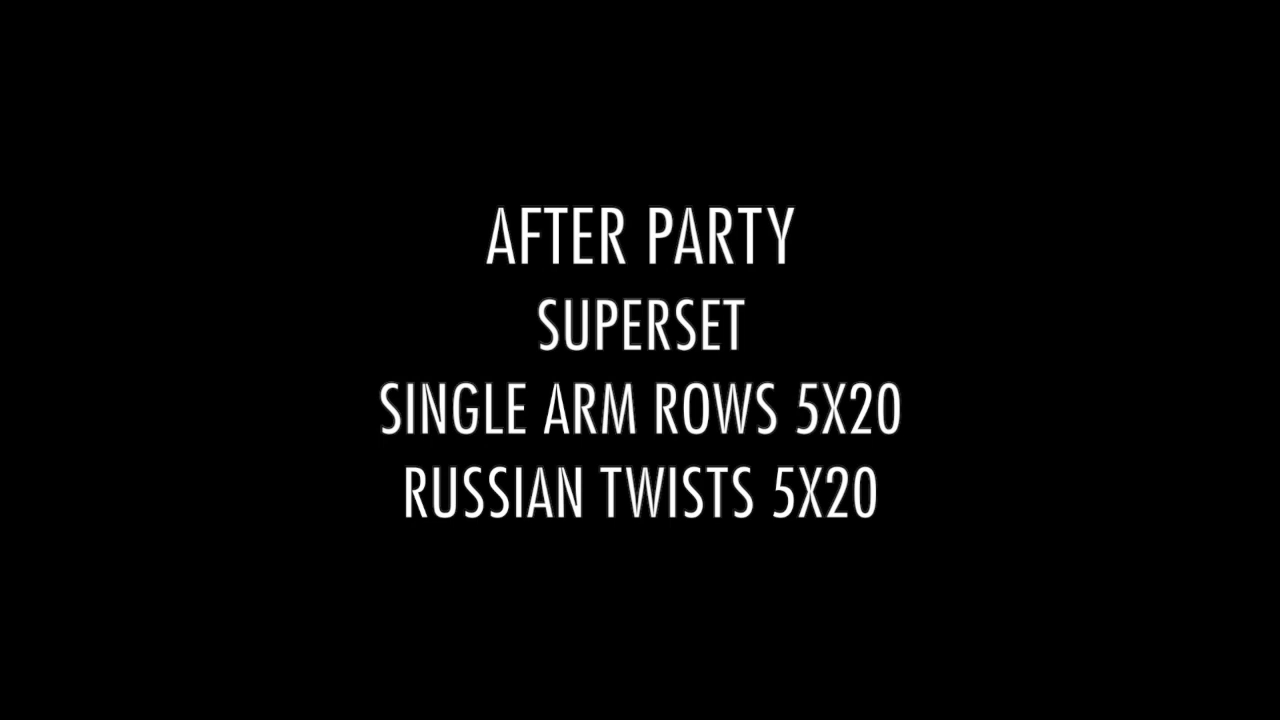 AFTER PARTY
SUPERSET
SINGLE ARM ROWS 5X20
RUSSIAN TWISTS 5X20